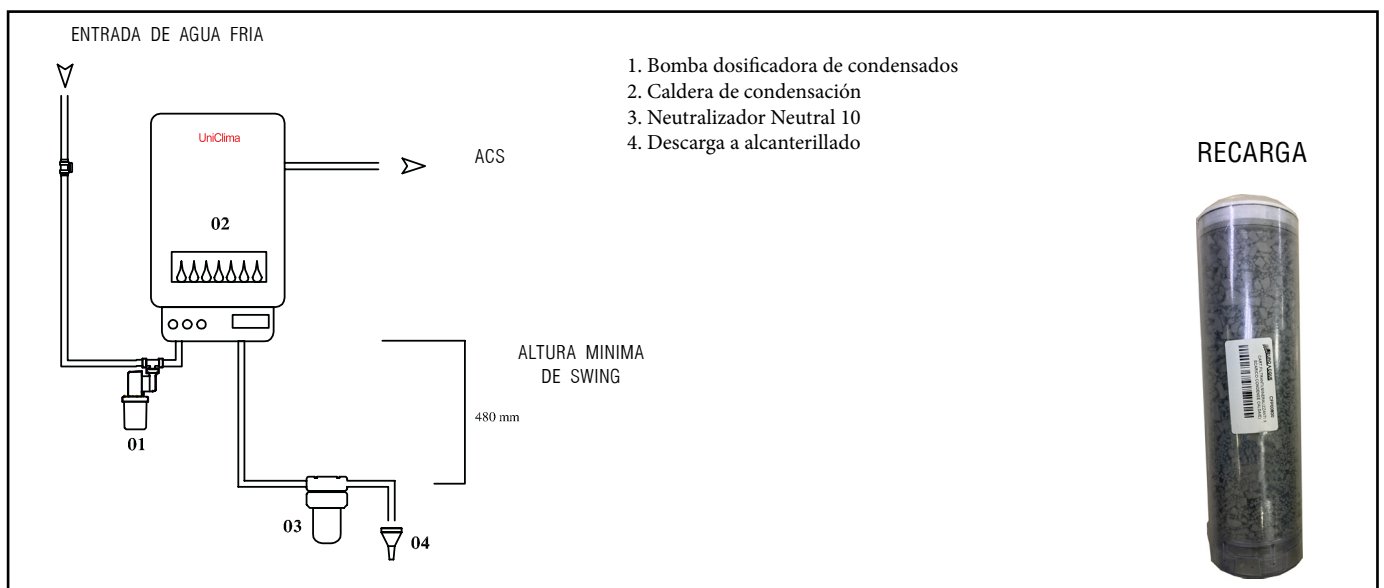 ENTRADA DE AGUA FRIA
1. Bomba dosificadora de condensados
2. Caldera de condensación
3. Neutralizador Neutral 10
4. Descarga a alcanterillado
UniClima
ACS
RECARGA
02
ALTURA MINIMA
DE SWING
480 mm
01
03
04